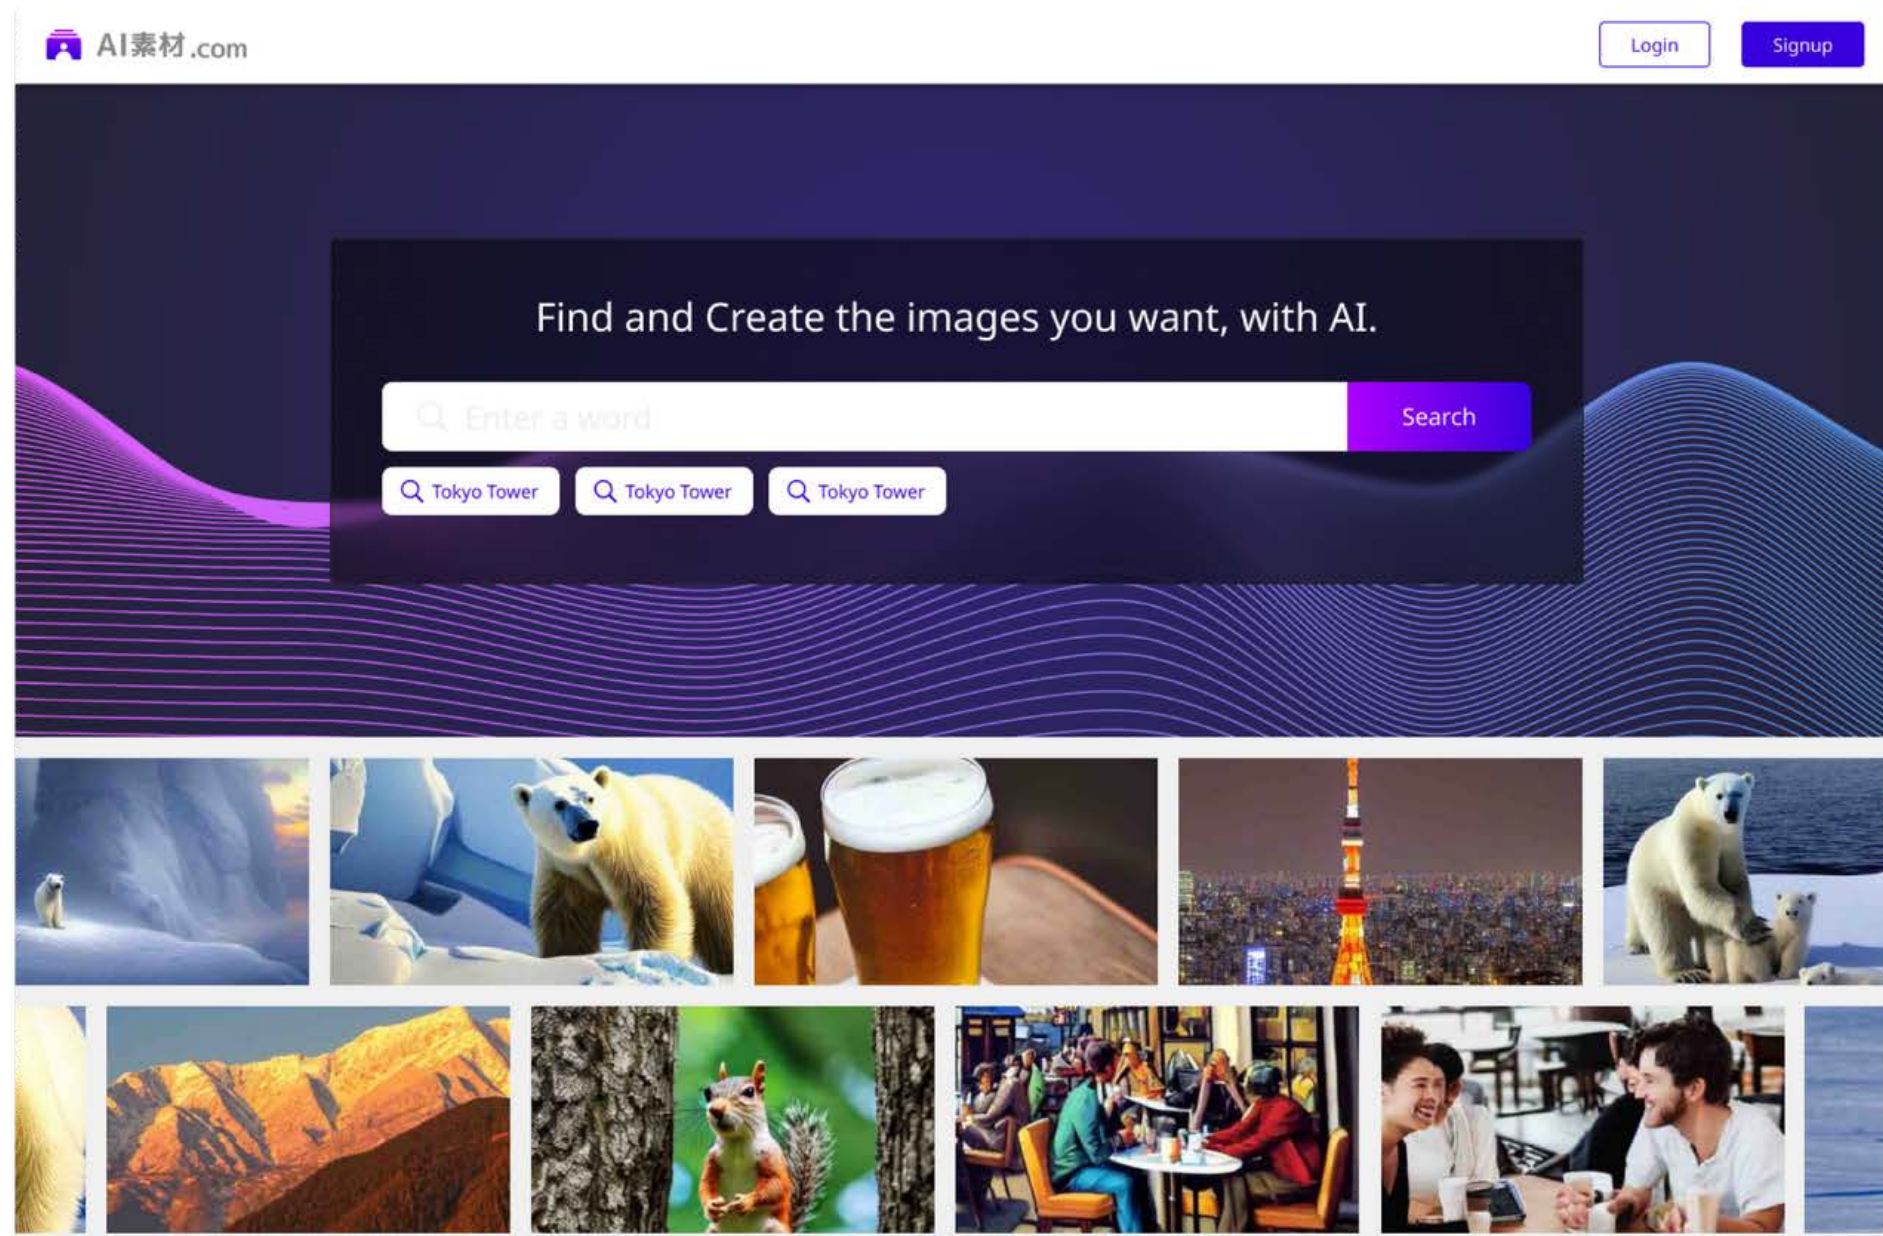 AI素材.com
Login
Signup
Find and Create the images you want, with AI.
Enter a word
Search
Tokyo Tower
Tokyo Tower
Tokyo Tower